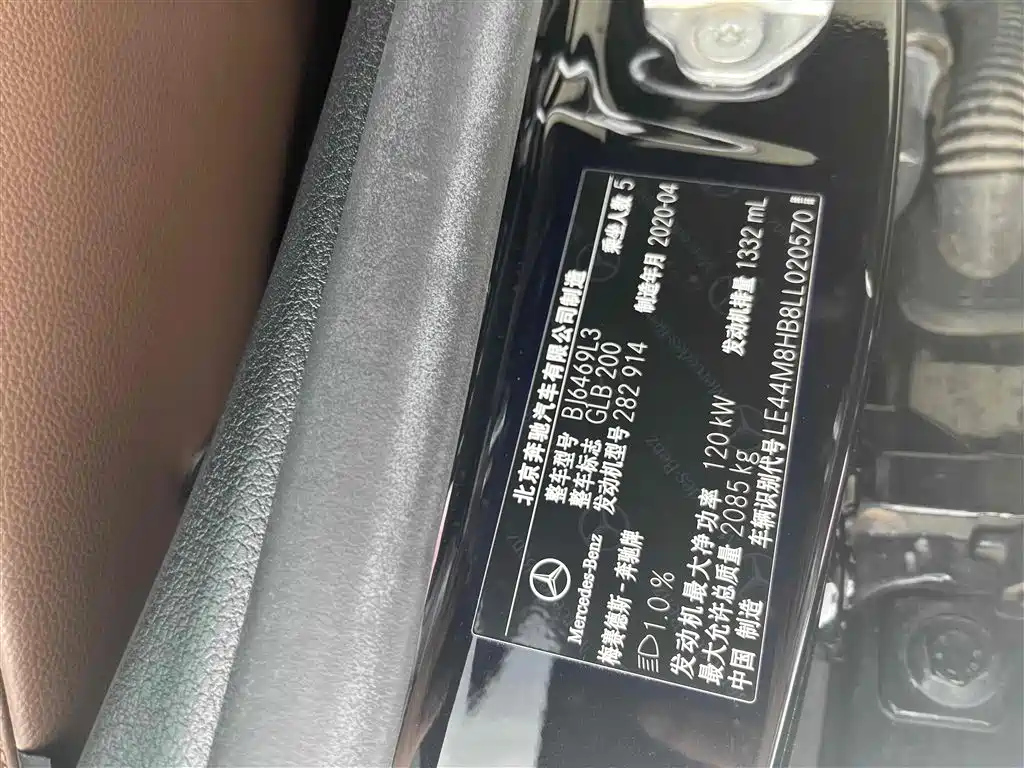 北京奔驰汽车有限公司制造
Mercedes-Benz
梅赛德斯-奔驰牌
整车型号 BJ6469L3
整车标志 GLB 200
发动机型号 282 914
乘坐人数 5
制造年月 2020-04
1.0%
发动机最大净功率 120 kW
发动机排量 1332 mL
最大允许总质量 2085 kg
中国 制造
车辆识别代号 LE44M8HB8LL020570